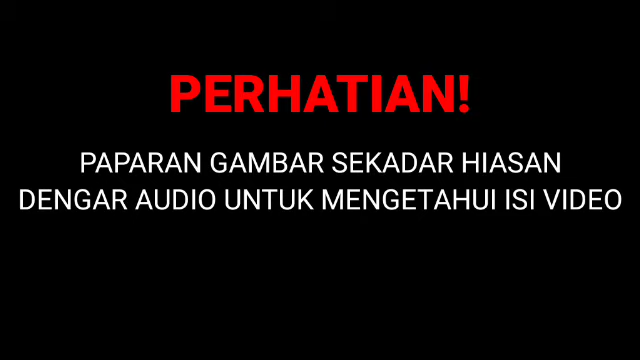 PERHATIAN!
PAPARAN GAMBAR SEKADAR HIASAN
DENGAR AUDIO UNTUK MENGETAHUI ISI VIDEO